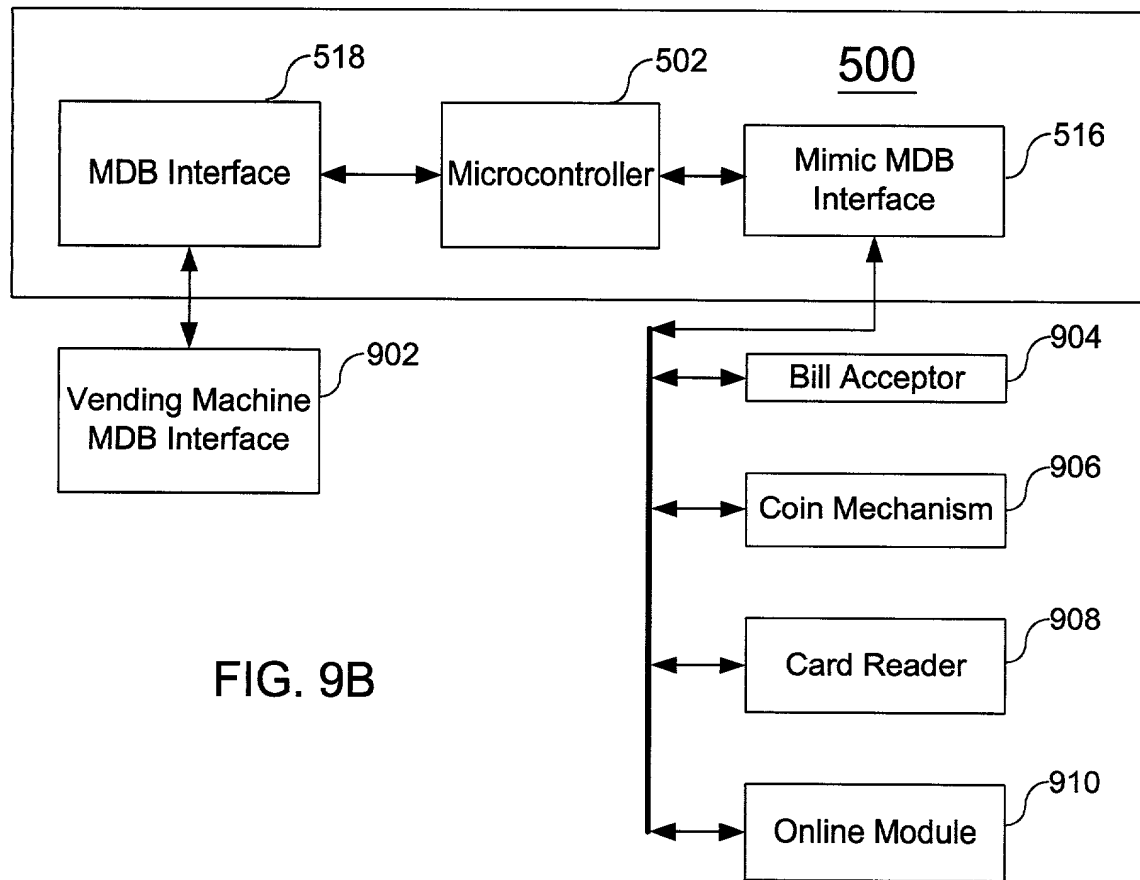 518
502
500
516
MDB Interface
Microcontroller
Mimic MDB
Interface
902
Vending Machine
MDB Interface
904
Bill Acceptor
906
Coin Mechanism
908
Card Reader
FIG. 9B
910
Online Module